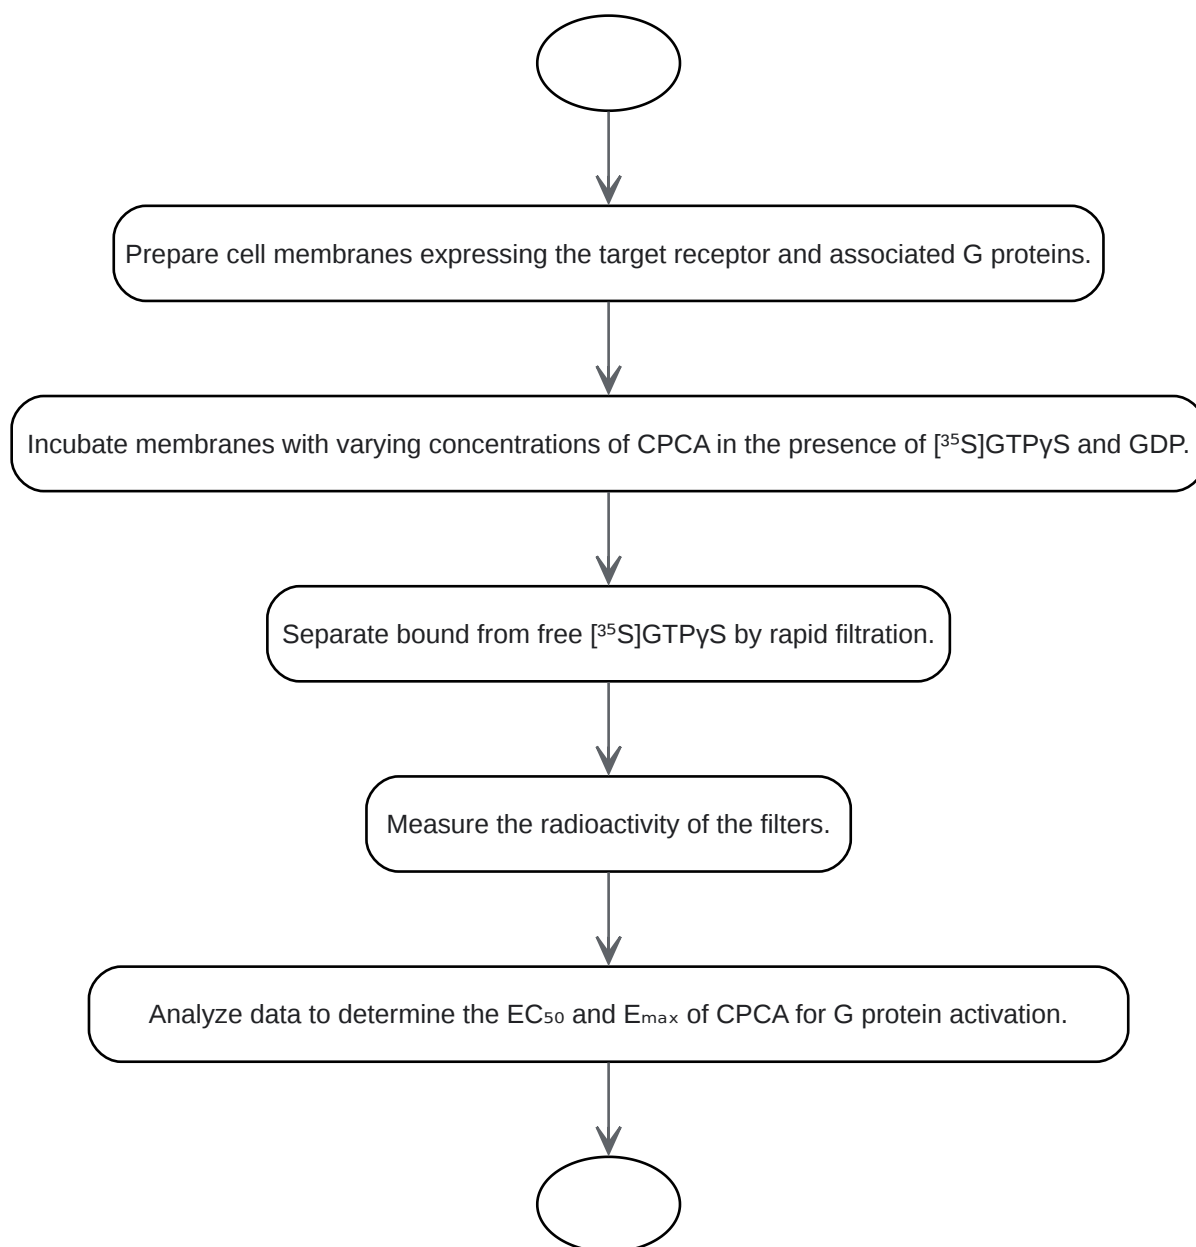 Prepare cell membranes expressing the target receptor and associated G proteins.
Incubate membranes with varying concentrations of CPCA in the presence of [³⁵S]GTPγS and GDP.
Separate bound from free [³⁵S]GTPγS by rapid filtration.
Measure the radioactivity of the filters.
Analyze data to determine the EC₅₀ and Eₘₐₓ of CPCA for G protein activation.